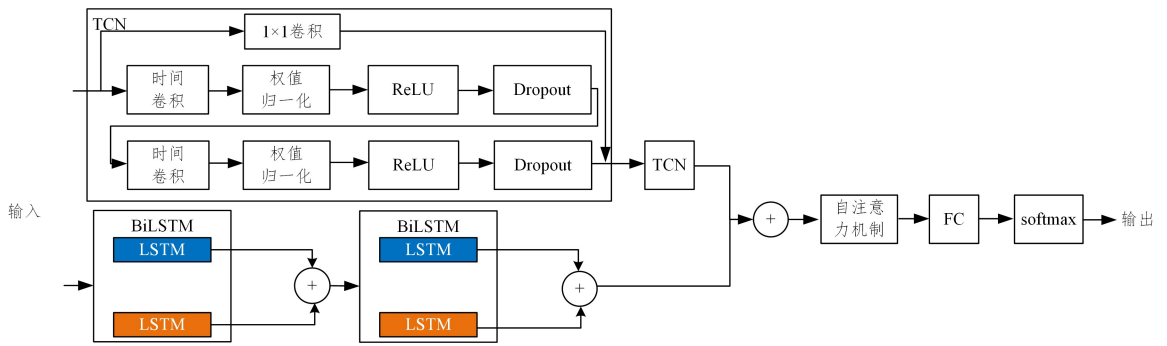 TCN
1×1卷积
时间
卷积
权值
归一化
ReLU
Dropout
时间
卷积
权值
归一化
ReLU
Dropout
TCN
输入
BiLSTM
LSTM
+
LSTM
BiLSTM
LSTM
+
LSTM
+
自注意
力机制
FC
softmax
输出